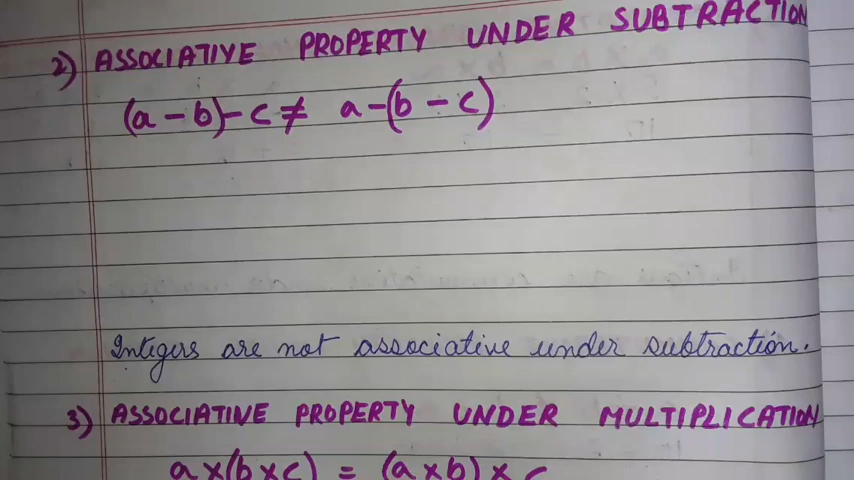 2) ASSOCIATIVE PROPERTY UNDER SUBTRACTION
(a - b) - c ≠ a - (b - c)
Integers are not associative under subtraction.
3) ASSOCIATIVE PROPERTY UNDER MULTIPLICATION
a × (b × c) = (a × b) × c